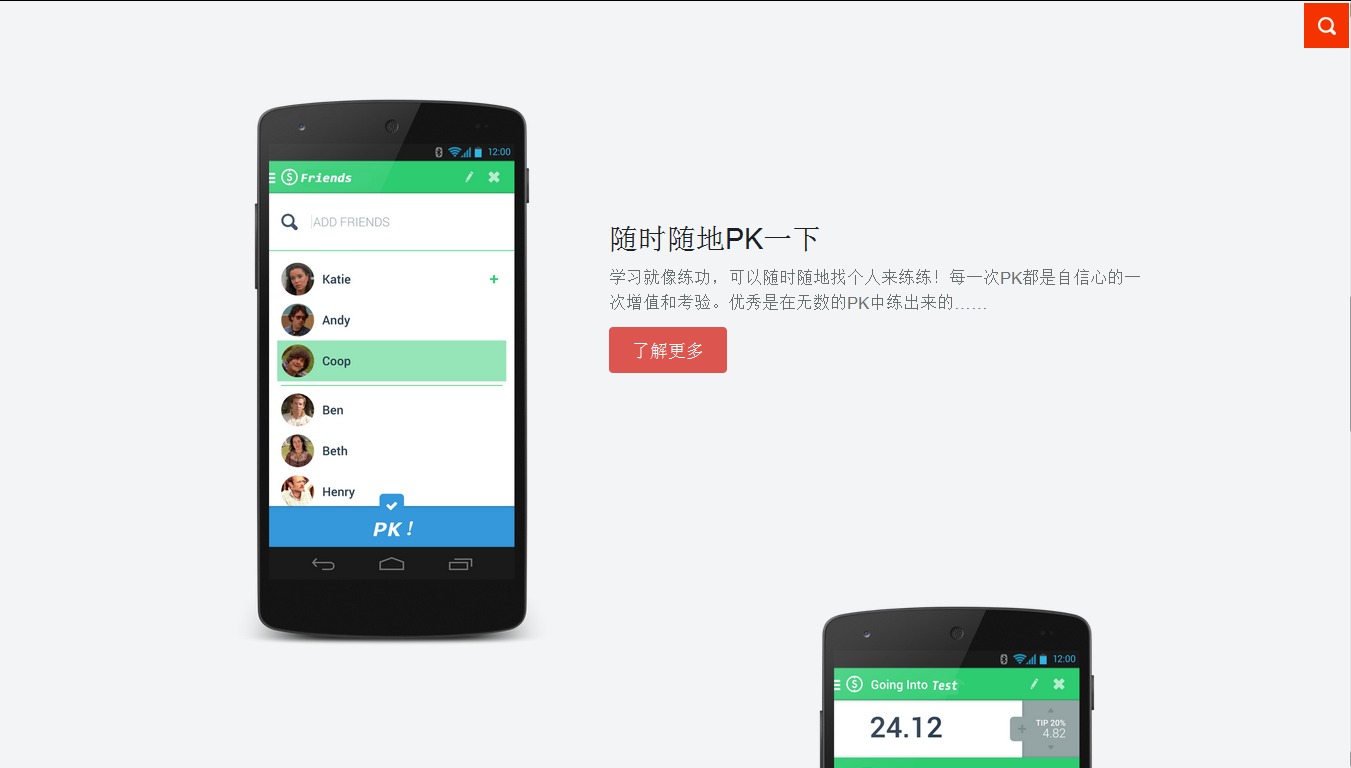 12:00
Friends
ADD FRIENDS
Katie
Andy
Coop
Ben
Beth
Henry
PK!
随时随地PK一下
学习就像练功，可以随时随地找个人来练练！每一次PK都是自信心的一
次增值和考验。优秀是在无数的PK中练出来的……
了解更多
12:00
Going Into Test
24.12
TIP 20%
4.82